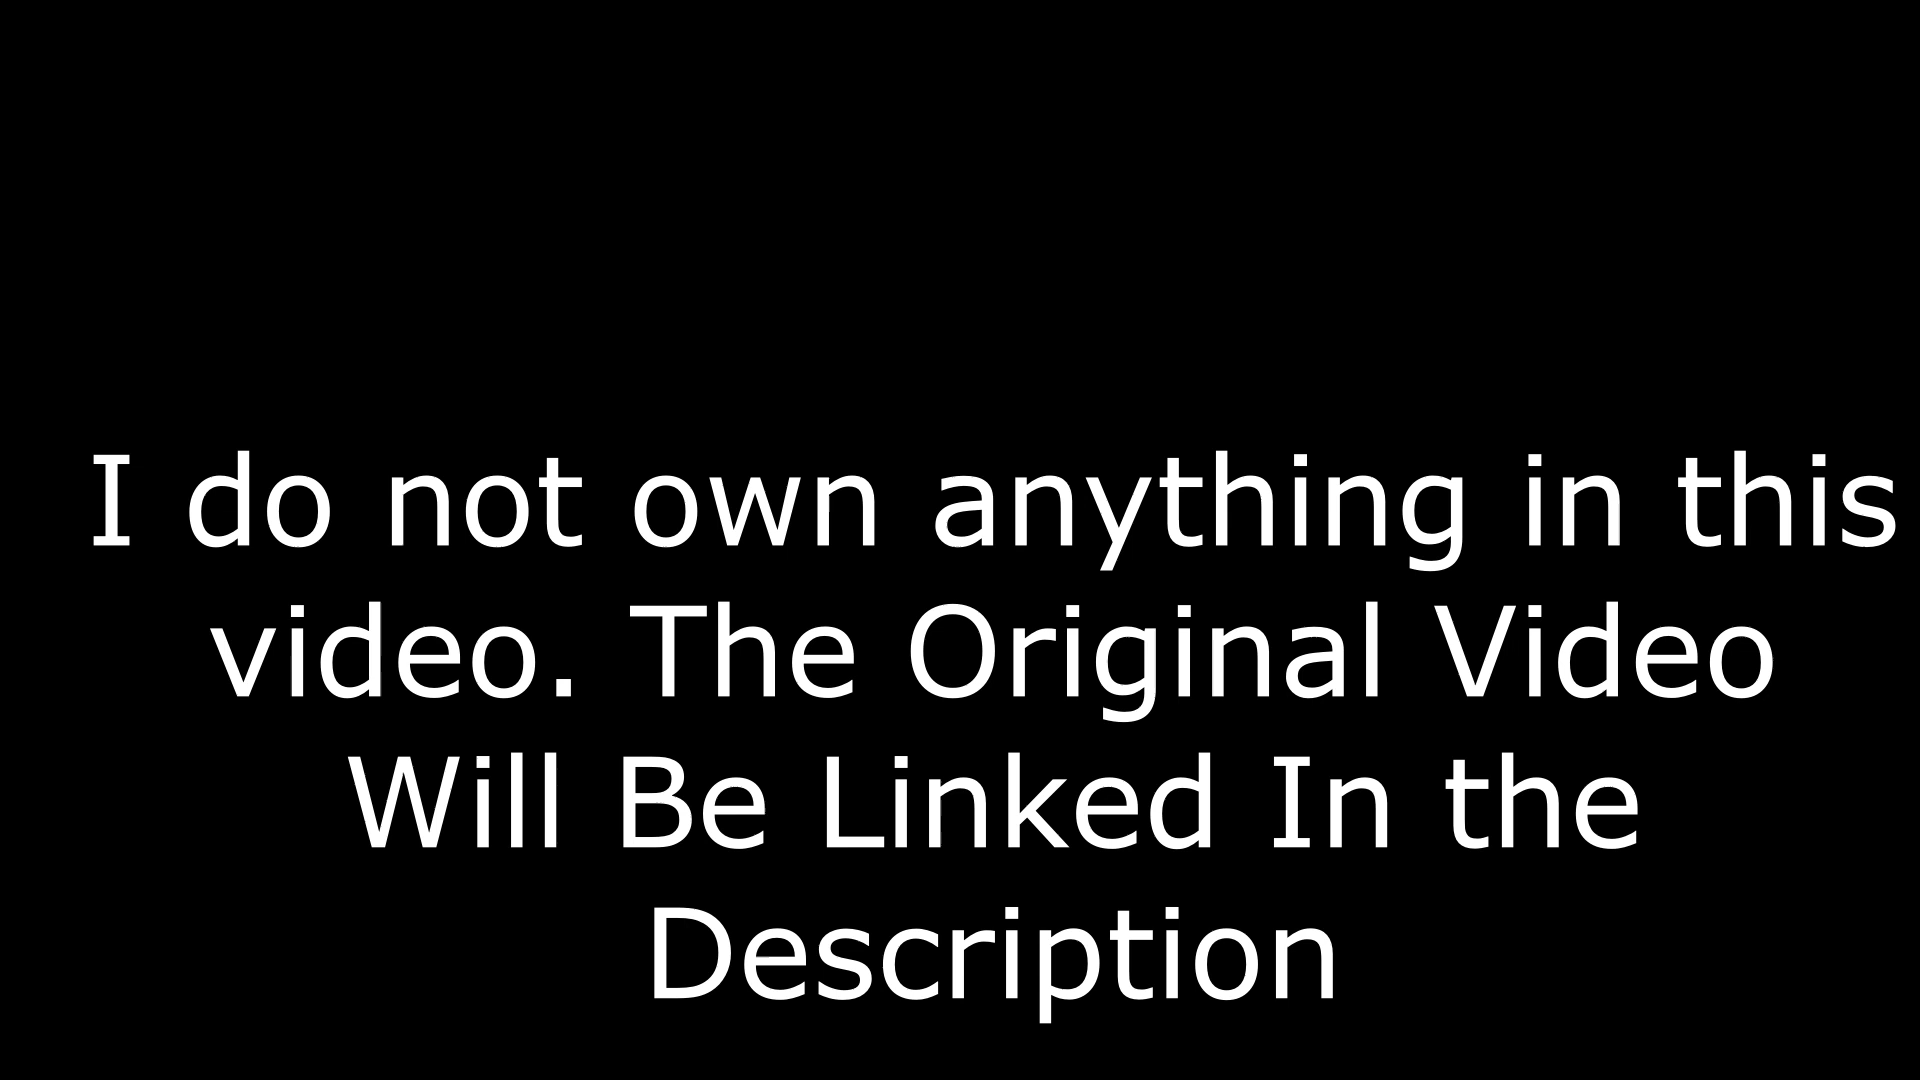 I do not own anything in this
video. The Original Video
Will Be Linked In the
Description